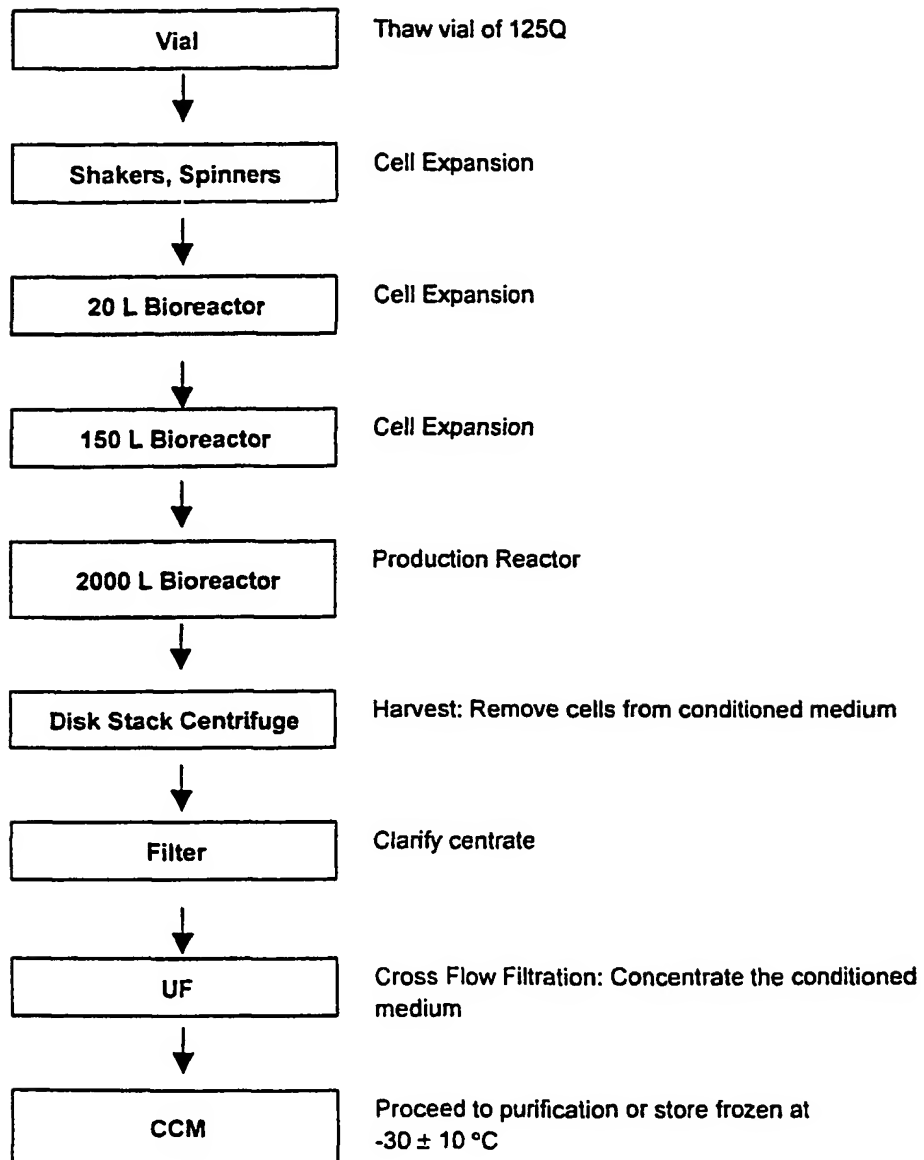 Vial
Thaw vial of 125Q
Shakers, Spinners
Cell Expansion
20 L Bioreactor
Cell Expansion
150 L Bioreactor
Cell Expansion
2000 L Bioreactor
Production Reactor
Disk Stack Centrifuge
Harvest: Remove cells from conditioned medium
Filter
Clarify centrate
UF
Cross Flow Filtration: Concentrate the conditioned
medium
CCM
Proceed to purification or store frozen at
-30 ± 10 ºC